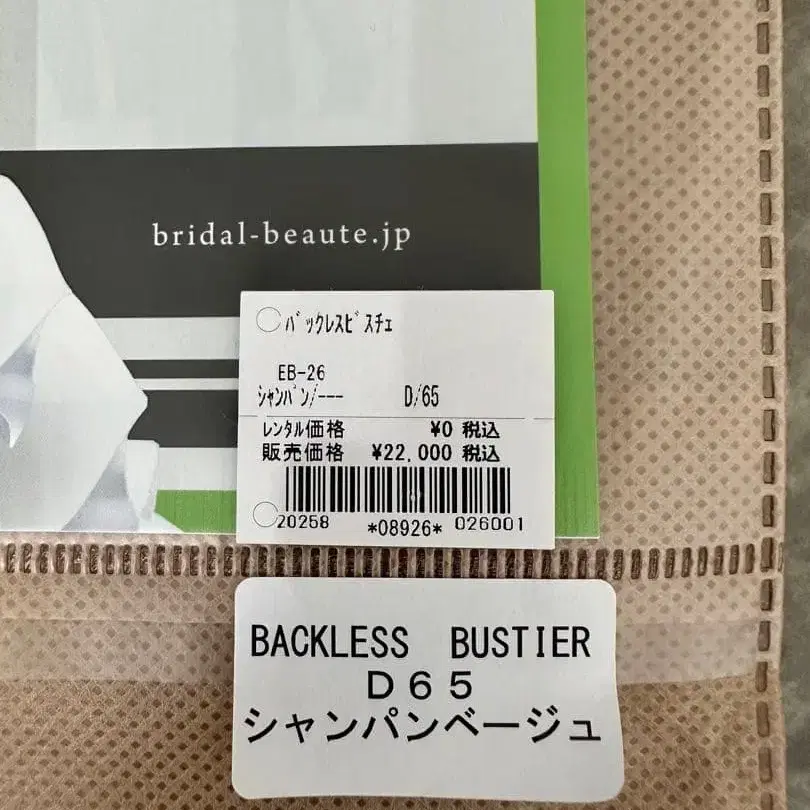 bridal-beaute.jp
ﾊﾞｯｸﾚｽﾋﾞｽﾁｪ
EB-26
ｼｬﾝﾊﾟﾝ/--- D/65
レンタル価格 ¥0 税込
販売価格 ¥22,000 税込
20258 *08926* 026001
BACKLESS BUSTIER
D65
シャンパンベージュ